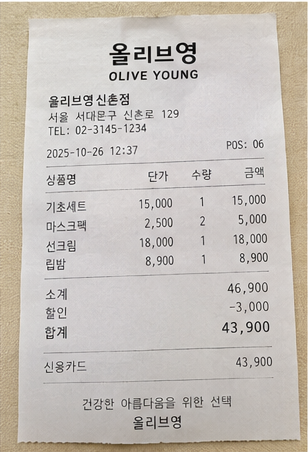 올리브영
OLIVE YOUNG
올리브영 신촌점
서울 서대문구 신촌로 129
TEL: 02-3145-1234
2025-10-26 12:37 POS: 06
상품명 단가 수량 금액
기초세트 15,000 1 15,000
마스크팩 2,500 2 5,000
선크림 18,000 1 18,000
립밤 8,900 1 8,900
소계 46,900
할인 -3,000
합계 43,900
신용카드 43,900
건강한 아름다움을 위한 선택
올리브영